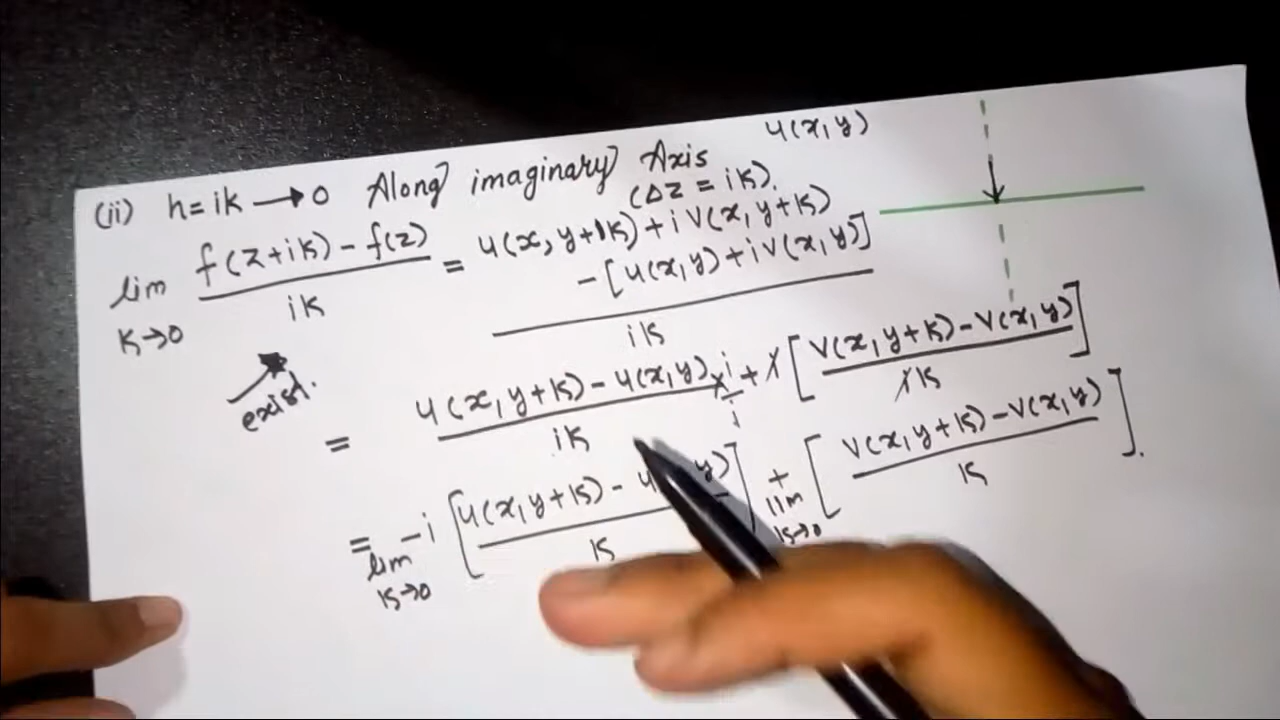 u(x,y)
(ii) h=ik → 0 Along imaginary Axis
(Δz = ik).
lim k→0 f(z+ik) - f(z) / ik = u(x, y+k) + i v(x, y+k)
- [u(x,y) + i v(x,y)]
ik
exist.
= u(x, y+k) - u(x,y) / ik × i / i + i [ v(x, y+k) - v(x,y) / ik ]
= lim k→0 -i [ u(x,y+k) - u y) / k ] + lim k→0 [ v(x,y+k) - v(x,y) / k ].